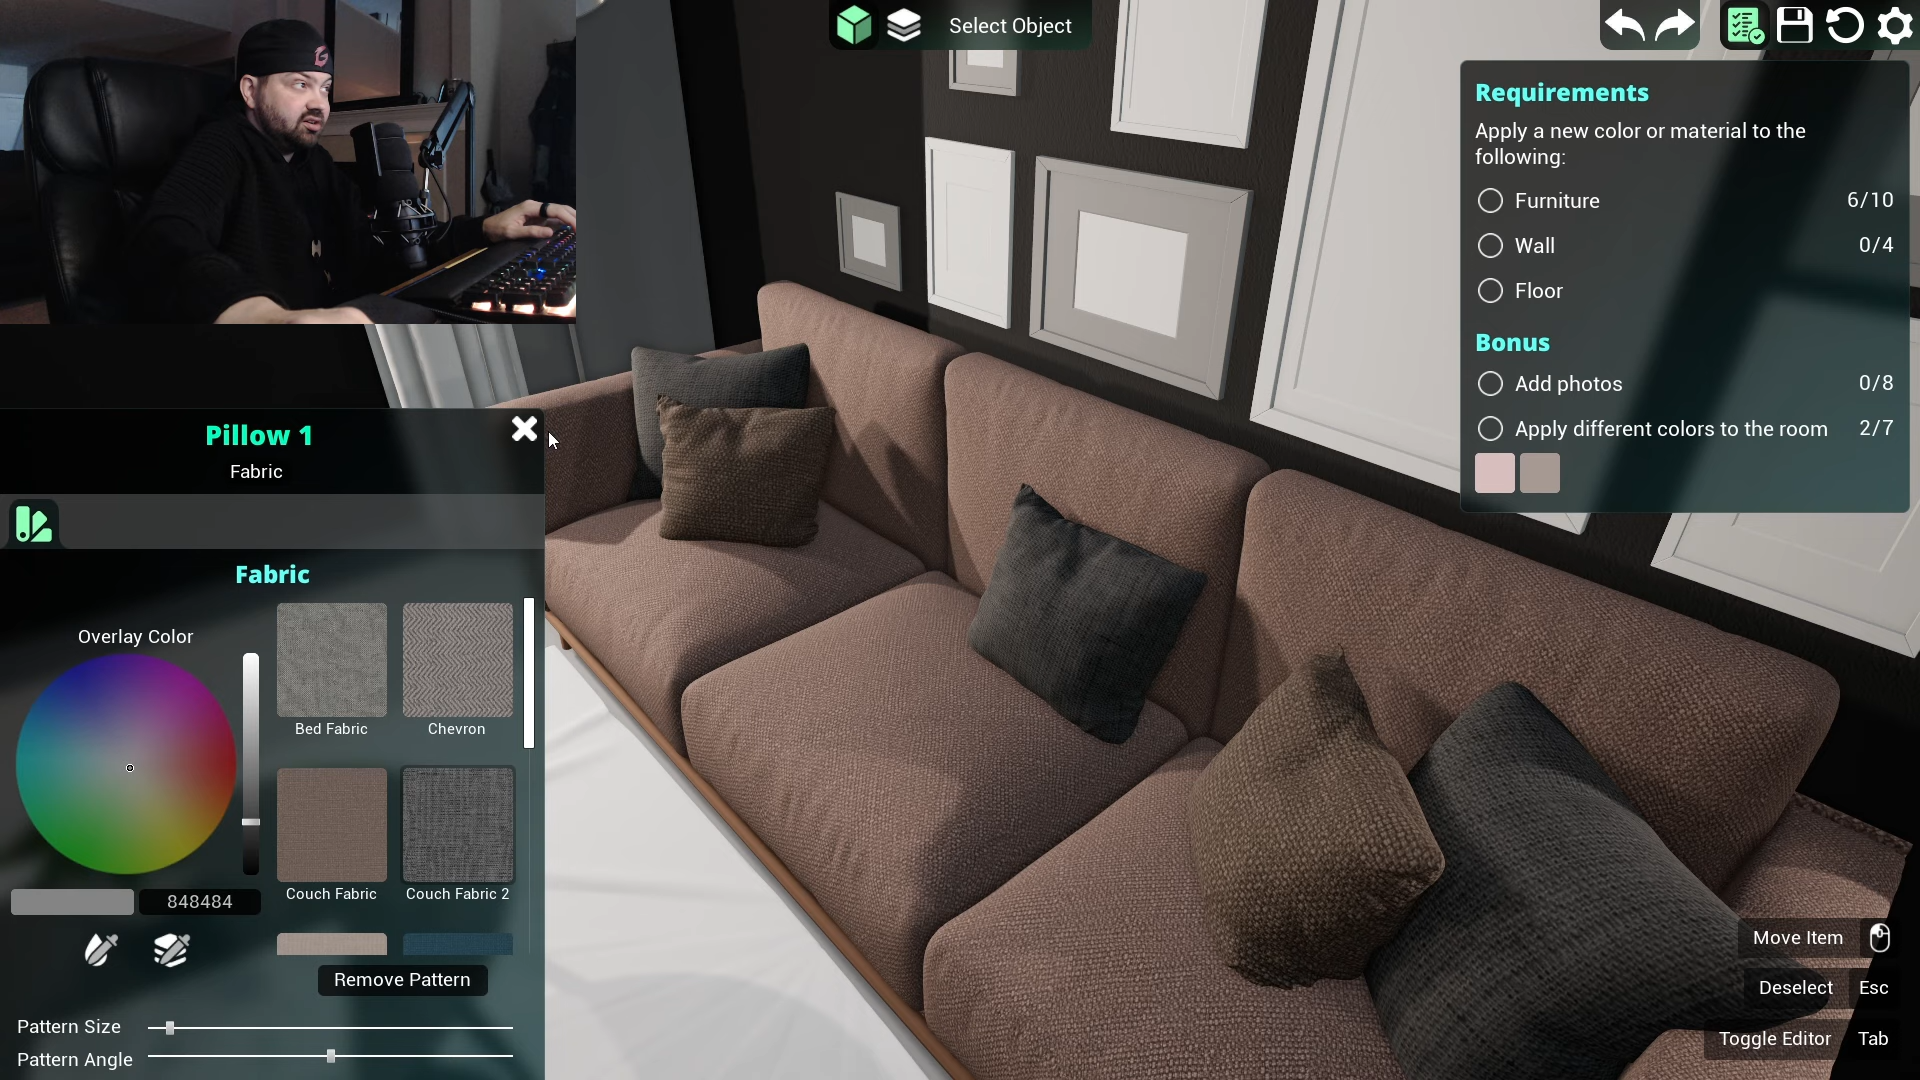 Select Object
Requirements
Apply a new color or material to the
following:
Furniture 6/10
Wall 0/4
Floor
Bonus
Add photos 0/8
Apply different colors to the room 2/7
Pillow 1
Fabric
Fabric
Overlay Color
Bed Fabric
Chevron
Couch Fabric
Couch Fabric 2
848484
Remove Pattern
Pattern Size
Pattern Angle
Move Item
Deselect Esc
Toggle Editor Tab